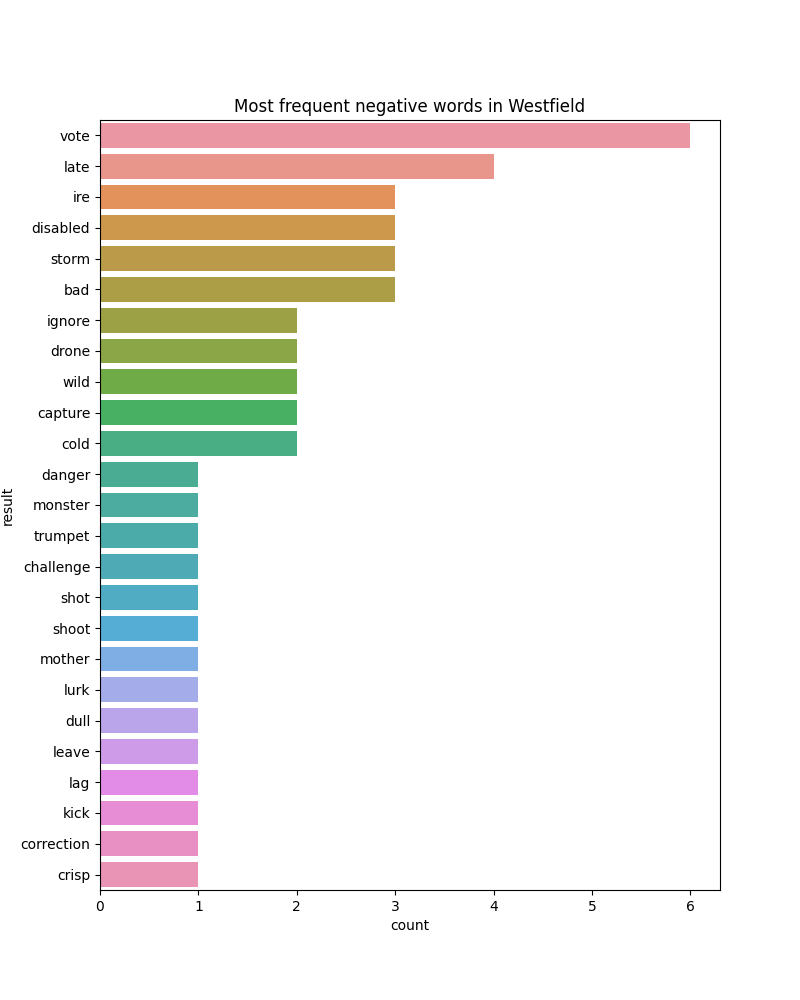 Most frequent negative words in Westfield
vote
late
ire
disabled
storm
bad
ignore
drone
wild
capture
cold
danger
monster
trumpet
challenge
shot
shoot
mother
lurk
dull
leave
lag
kick
correction
crisp
result
0 1 2 3 4 5 6
count